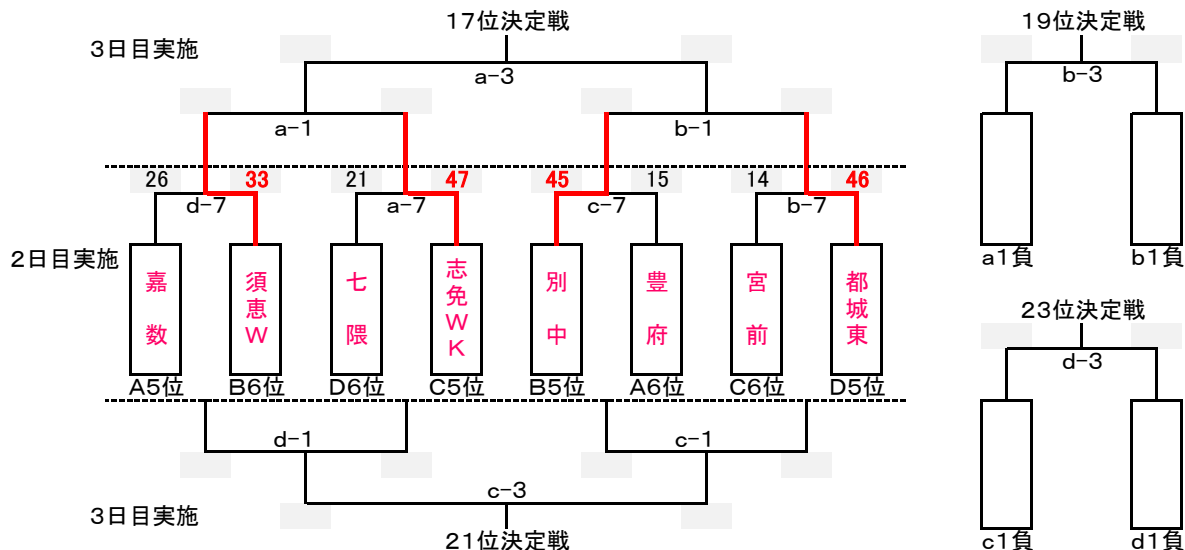 17位決定戦
3日目実施
a-3
a-1
b-1
26
33
21
47
45
15
14
46
d-7
a-7
c-7
b-7
2日目実施
嘉数
須恵W
七隈
志免WK
別中
豊府
宮前
都城東
A5位
B6位
D6位
C5位
B5位
A6位
C6位
D5位
d-1
c-1
c-3
3日目実施
21位決定戦
19位決定戦
b-3
a1負
b1負
23位決定戦
d-3
c1負
d1負